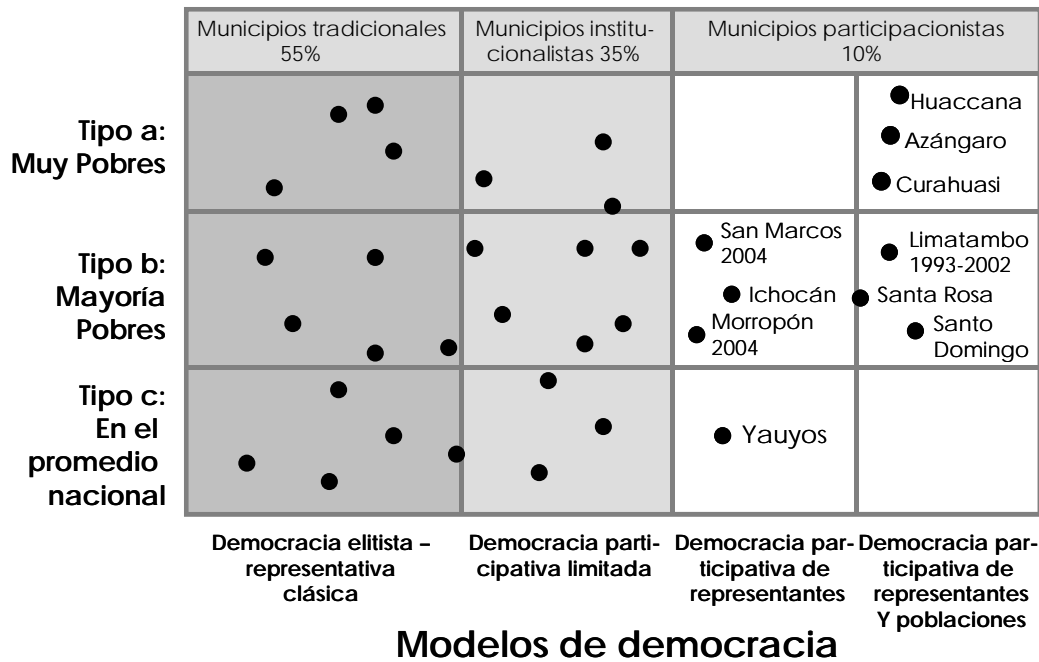 Municipios tradicionales
55%
Municipios institu-
cionalistas 35%
Municipios participacionistas
10%
Tipo a:
Muy Pobres
Huaccana
Azángaro
Curahuasi
Tipo b:
Mayoría
Pobres
San Marcos
2004
Ichocán
Morropón
2004
Limatambo
1993-2002
Santa Rosa
Santo
Domingo
Tipo c:
En el
promedio
nacional
Yauyos
Democracia elitista –
representativa
clásica
Democracia parti-
cipativa limitada
Democracia par-
ticipativa de
representantes
Democracia par-
ticipativa de
representantes
Y poblaciones
Modelos de democracia